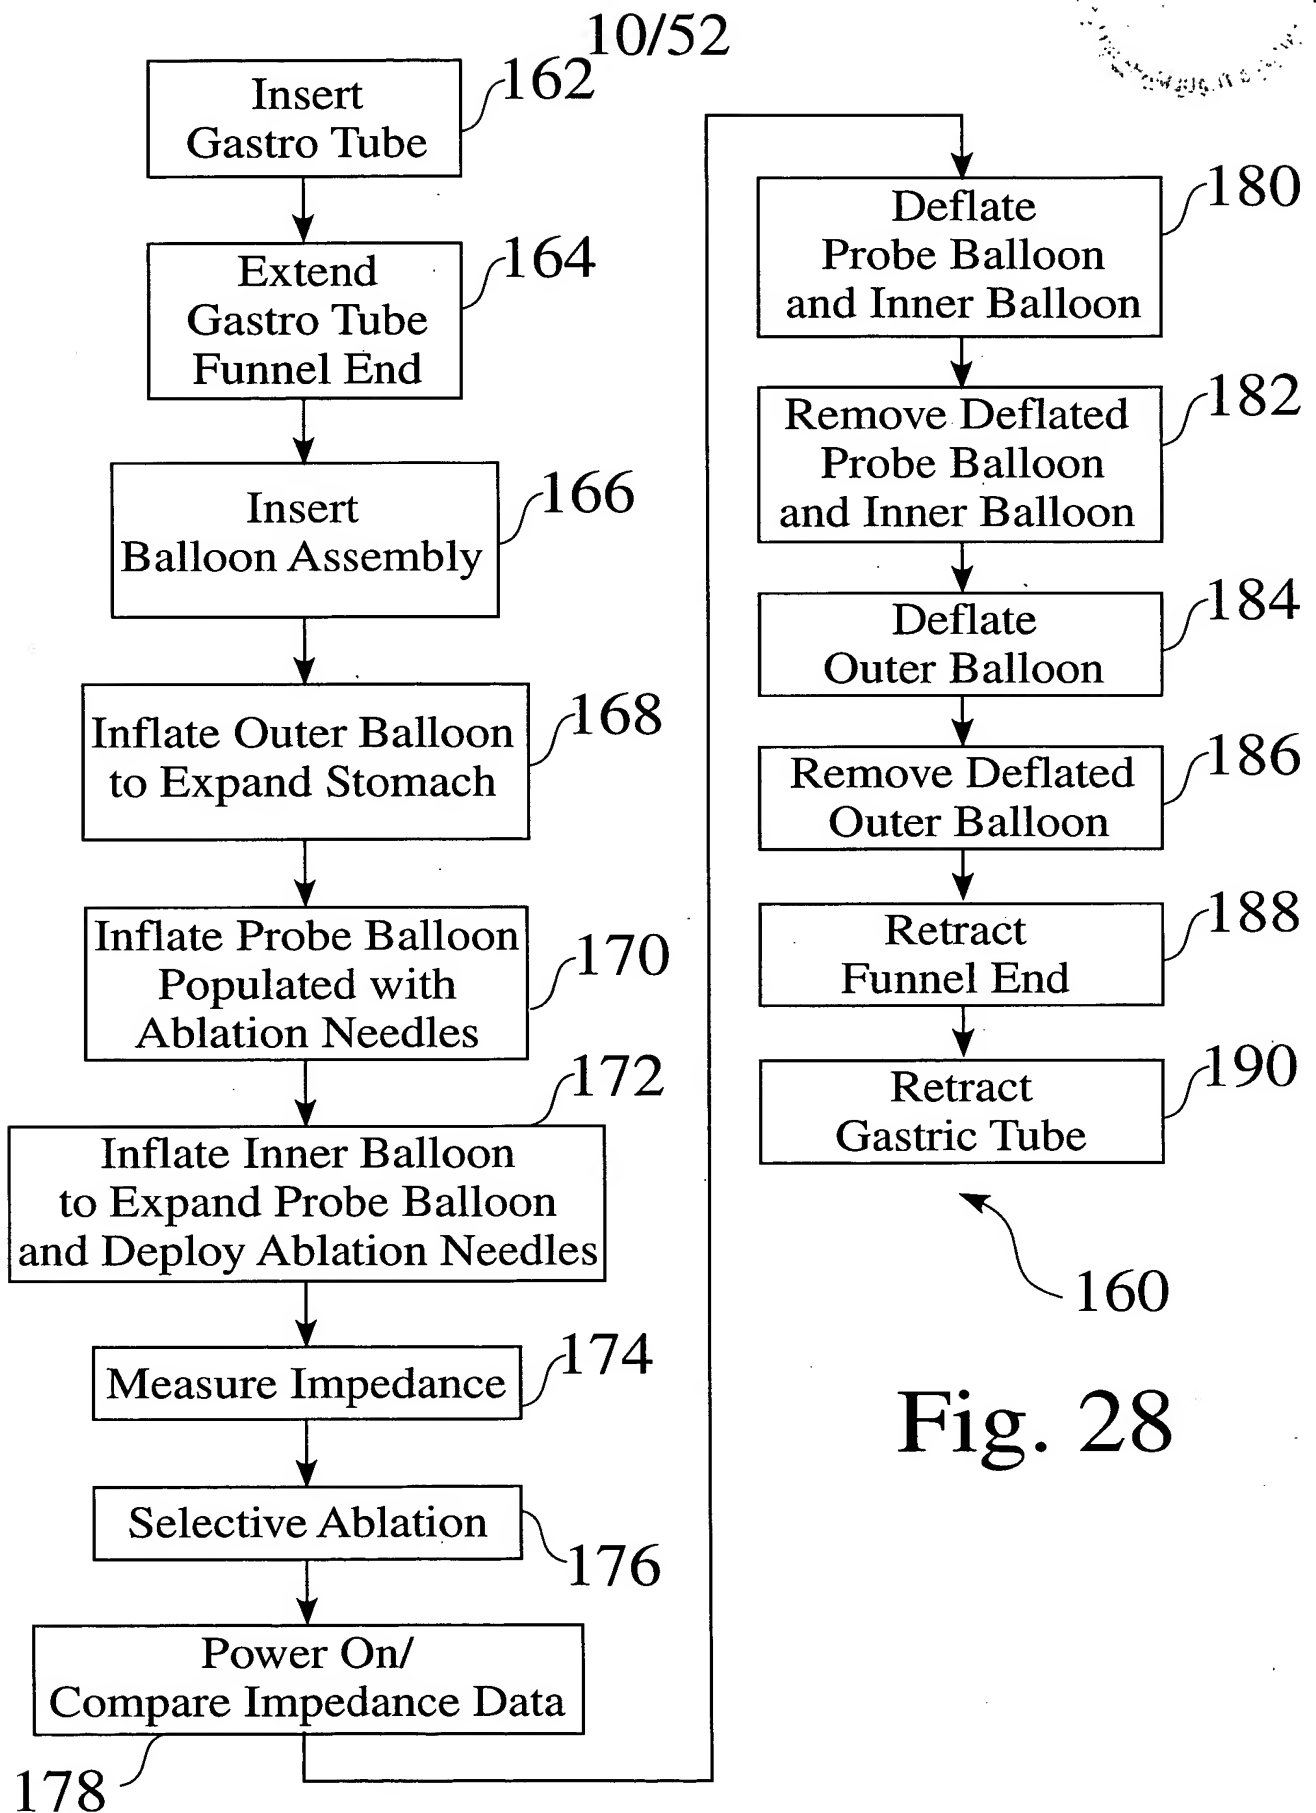 10/52
Insert
Gastro Tube
162
Extend
Gastro Tube
Funnel End
164
Insert
Balloon Assembly
166
Inflate Outer Balloon
to Expand Stomach
168
Inflate Probe Balloon
Populated with
Ablation Needles
170
172
Inflate Inner Balloon
to Expand Probe Balloon
and Deploy Ablation Needles
Measure Impedance
174
Selective Ablation
176
Power On/
Compare Impedance Data
178
Deflate
Probe Balloon
and Inner Balloon
180
Remove Deflated
Probe Balloon
and Inner Balloon
182
Deflate
Outer Balloon
184
Remove Deflated
Outer Balloon
186
Retract
Funnel End
188
Retract
Gastric Tube
190
160
Fig. 28